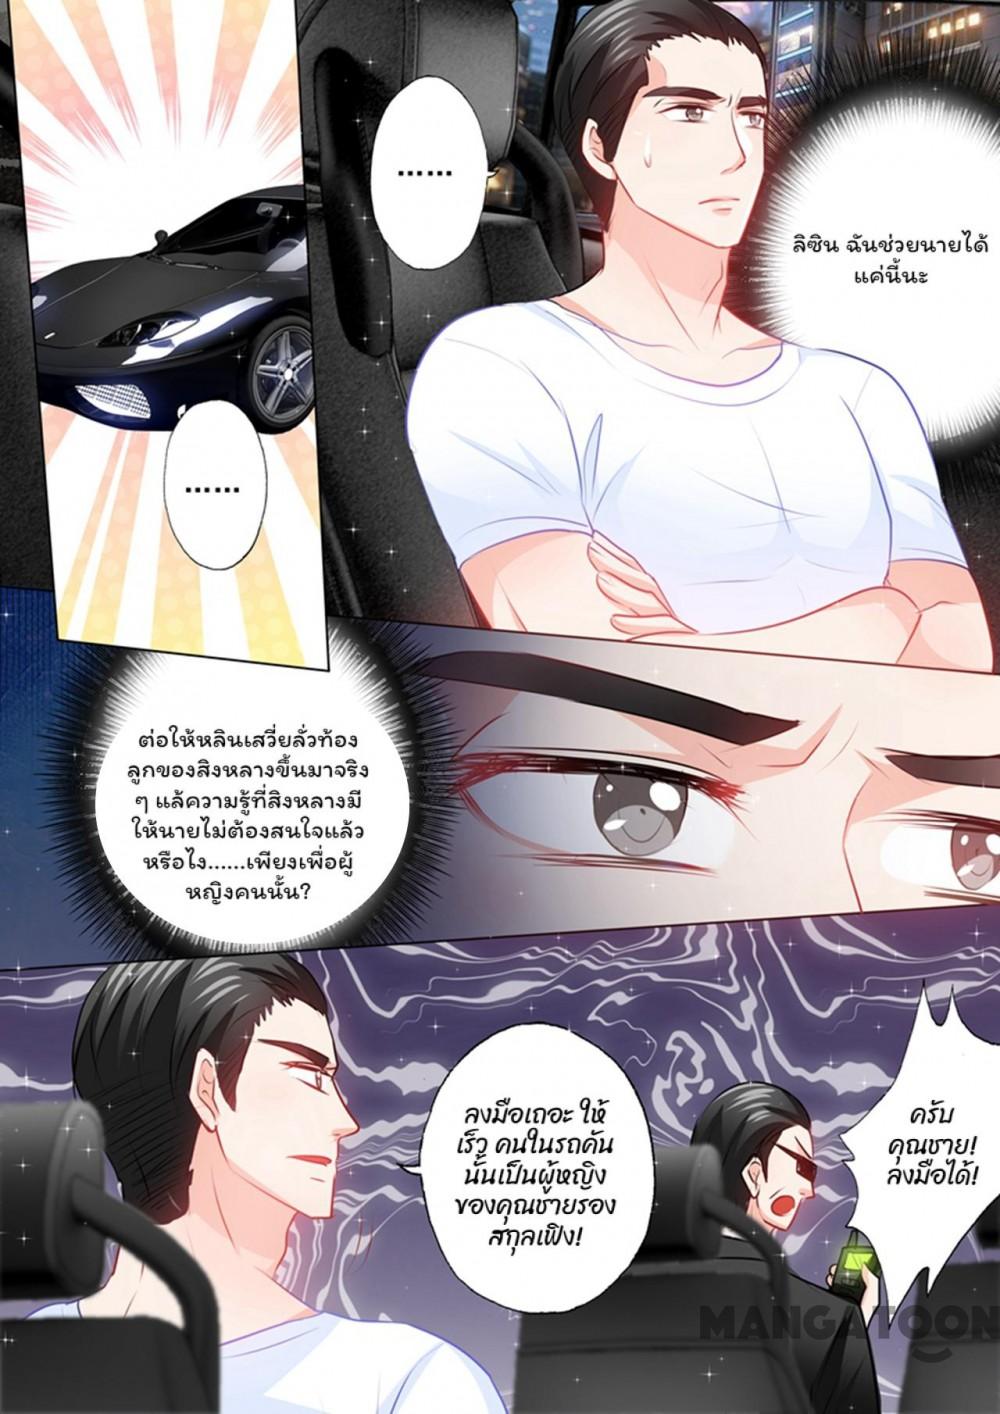 ......
ลิซิน ฉันช่วยนายได้
แค่นี้นะ
......
ต่อให้หลินเสวี่ยลั่วท้อง
ลูกของสิงหลางขึ้นมาจริง
ๆ แล้ความรู้ที่สิงหลางมี
ให้นายไม่ต้องสนใจแล้ว
หรือไง......เพียงเพื่อผู้
หญิงคนนั้น?
ลงมือเถอะ ให้
เร็ว คนในรถคัน
นั้นเป็นผู้หญิง
ของคุณชายรอง
สกุลเฟิง!
ครับ
คุณชาย!
ลงมือได้!
MANGATOON